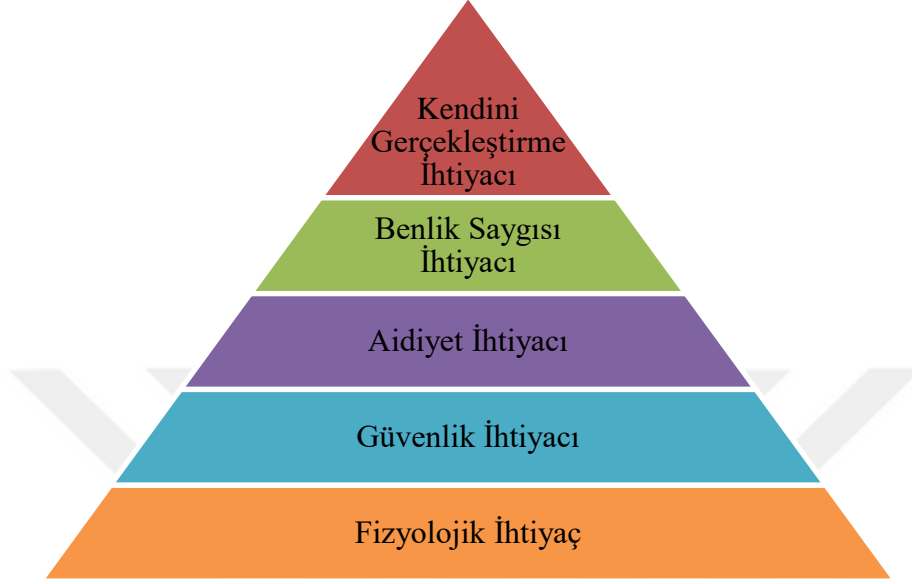 Kendini
Gerçekleştirme
İhtiyacı
Benlik Saygısı
İhtiyacı
Aidiyet İhtiyacı
Güvenlik İhtiyacı
Fizyolojik İhtiyaç